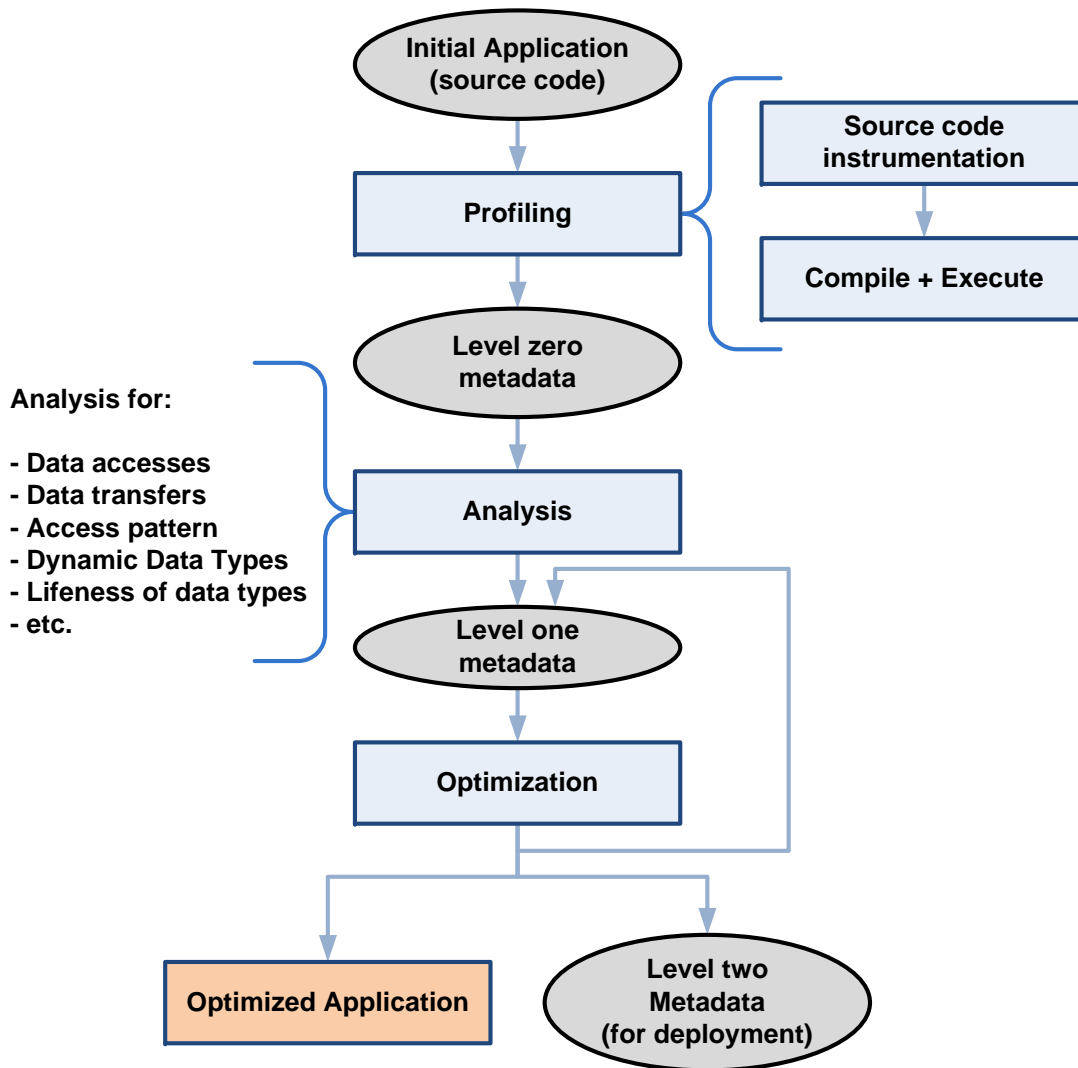 Initial Application
(source code)
Source code
instrumentation
Profiling
Compile + Execute
Level zero
metadata
Analysis for:
- Data accesses
- Data transfers
- Access pattern
- Dynamic Data Types
- Lifeness of data types
- etc.
Analysis
Level one
metadata
Optimization
Optimized Application
Level two
Metadata
(for deployment)